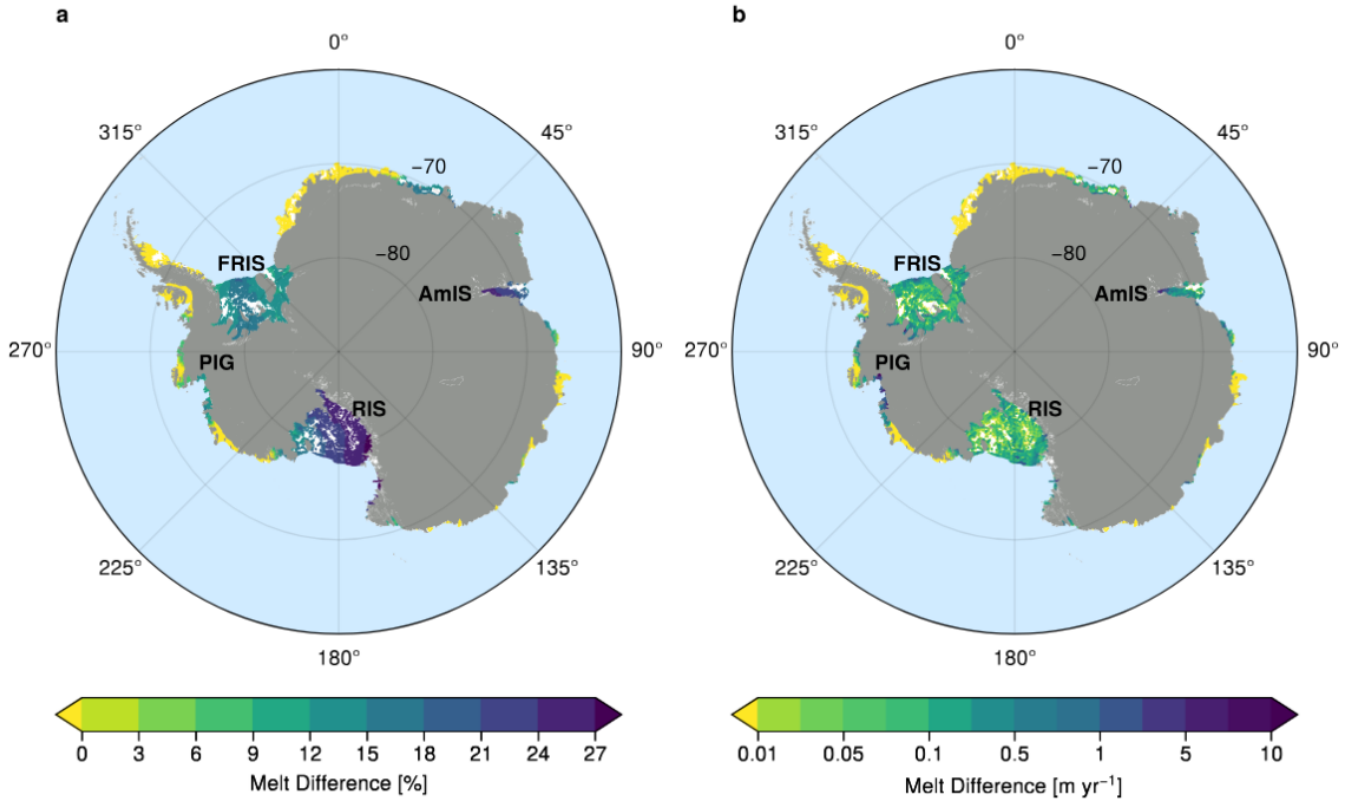 a
0°
315°
45°
−70
−80
FRIS
AmIS
270°
PIG
90°
RIS
225°
135°
180°
0 3 6 9 12 15 18 21 24 27
Melt Difference [%]
b
0°
315°
45°
−70
−80
FRIS
AmIS
270°
PIG
90°
RIS
225°
135°
180°
0.01 0.05 0.1 0.5 1 5 10
Melt Difference [m yr⁻¹]